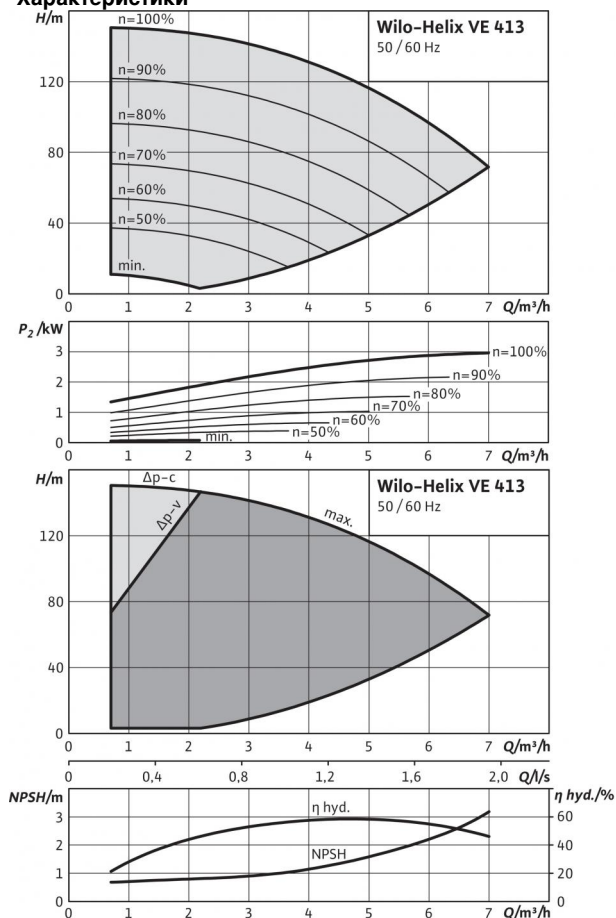 Характеристики
H/m
n=100%
Wilo-Helix VE 413
50 / 60 Hz
120
n=90%
n=80%
80
n=70%
n=60%
40
n=50%
min.
0
0 1 2 3 4 5 6 7 Q/m³/h
P₂ /kW
3
n=100%
2
n=90%
n=80%
1
n=70%
n=60%
n=50%
min.
0
0 1 2 3 4 5 6 7 Q/m³/h
H/m
Δp-c
Wilo-Helix VE 413
50 / 60 Hz
Δp-v
max.
120
80
40
0
0 1 2 3 4 5 6 7 Q/m³/h
0 0,4 0,8 1,2 1,6 2,0 Q/l/s
NPSH/m
η hyd./%
η hyd.
3 60
2 40
NPSH
1 20
0 0
0 1 2 3 4 5 6 7 Q/m³/h